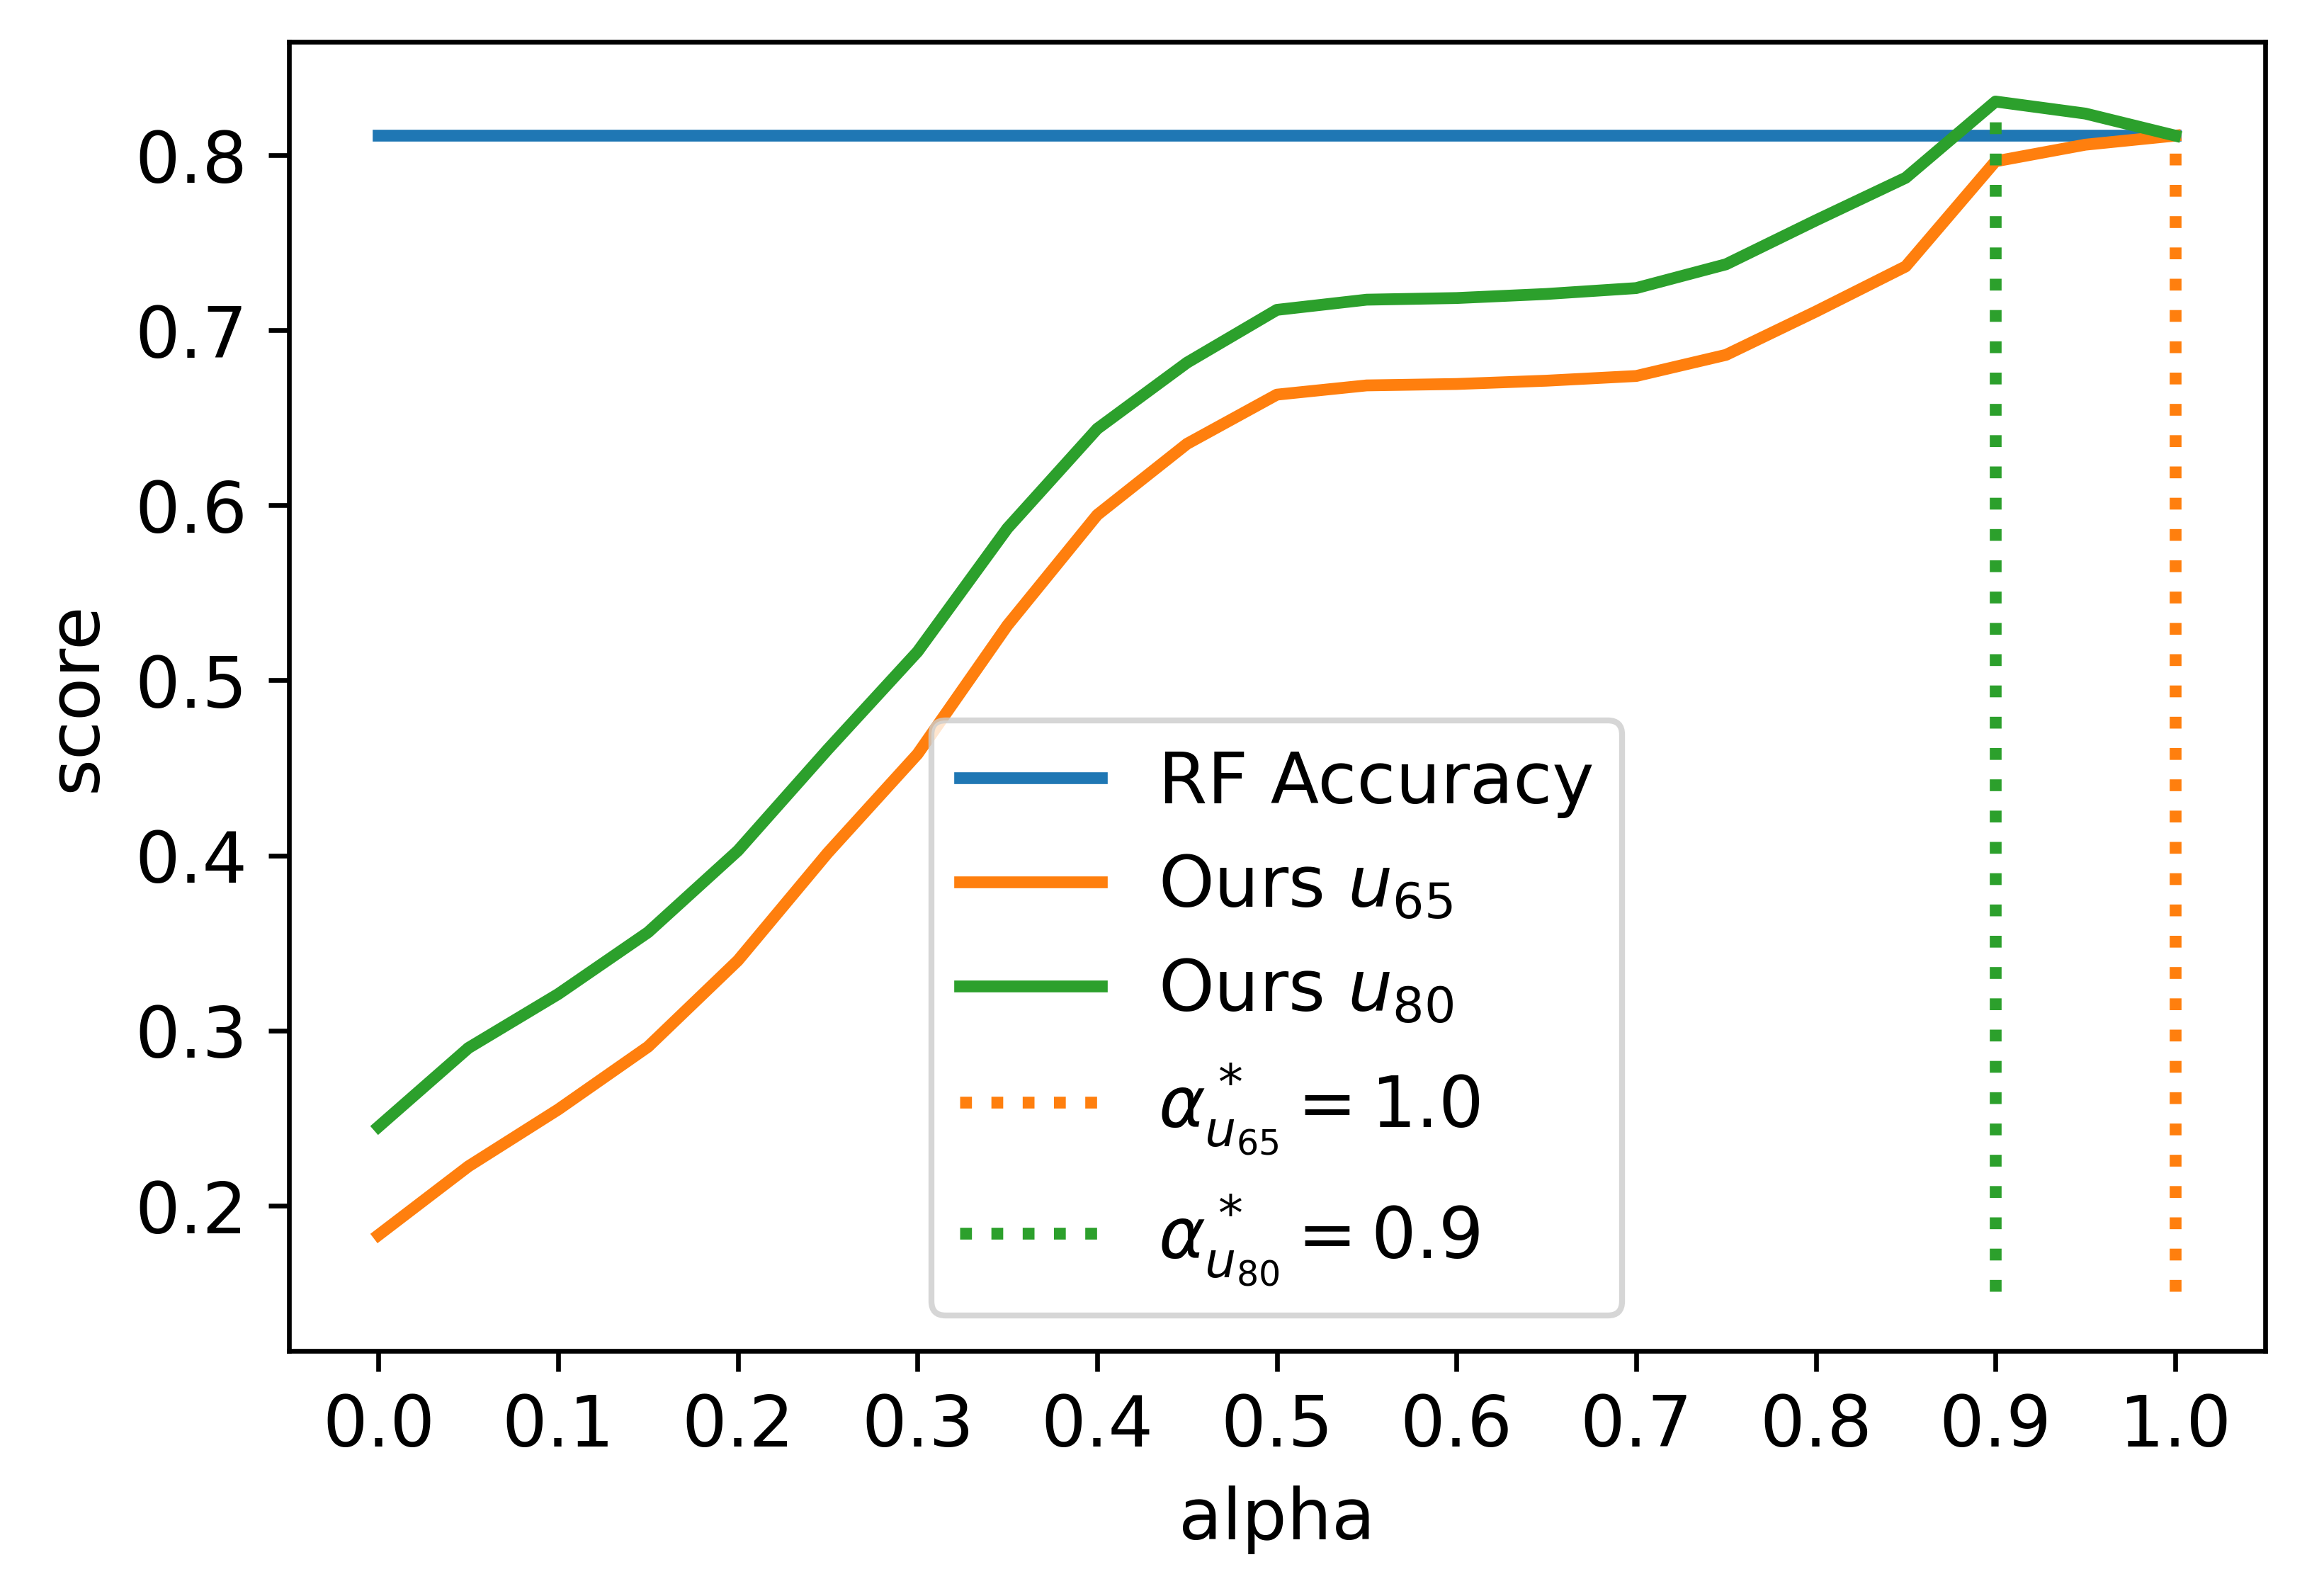 0.8
0.7
0.6
0.5
0.4
0.3
0.2
score
RF Accuracy
Ours u₆₅
Ours u₈₀
α*ᵤ₆₅ = 1.0
α*ᵤ₈₀ = 0.9
0.0 0.1 0.2 0.3 0.4 0.5 0.6 0.7 0.8 0.9 1.0
alpha